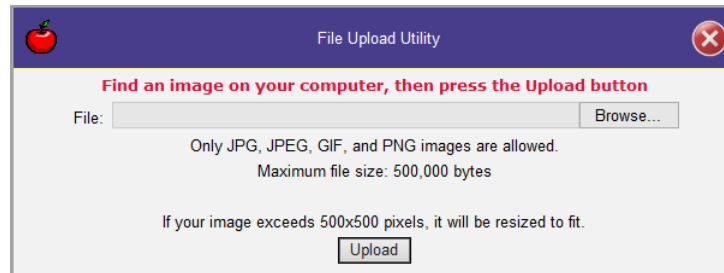 File Upload Utility
Find an image on your computer, then press the Upload button
File: Browse...
Only JPG, JPEG, GIF, and PNG images are allowed.
Maximum file size: 500,000 bytes
If your image exceeds 500x500 pixels, it will be resized to fit.
Upload